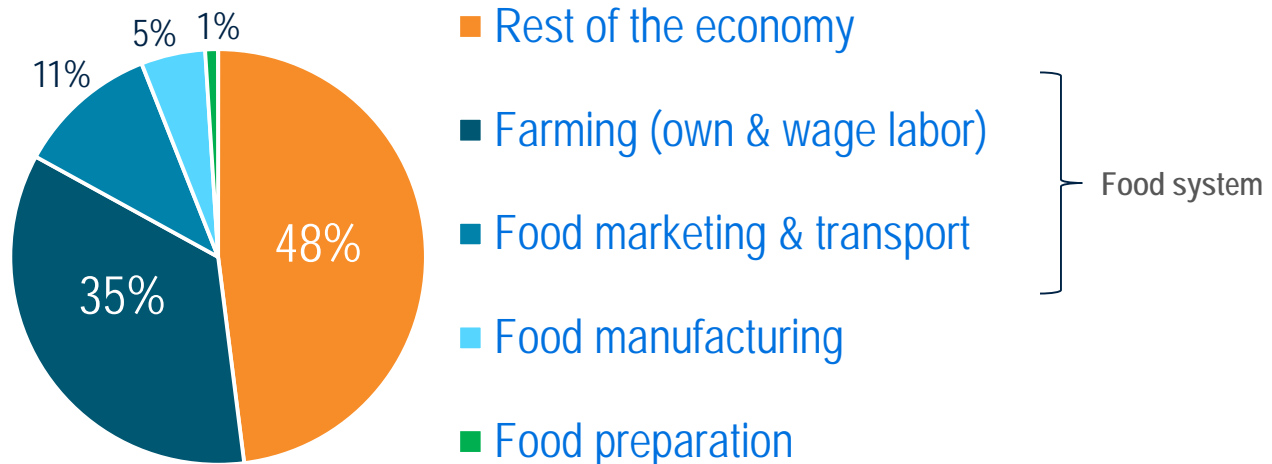 5%
1%
11%
48%
35%
Rest of the economy
Farming (own & wage labor)
Food marketing & transport
Food manufacturing
Food preparation
Food system